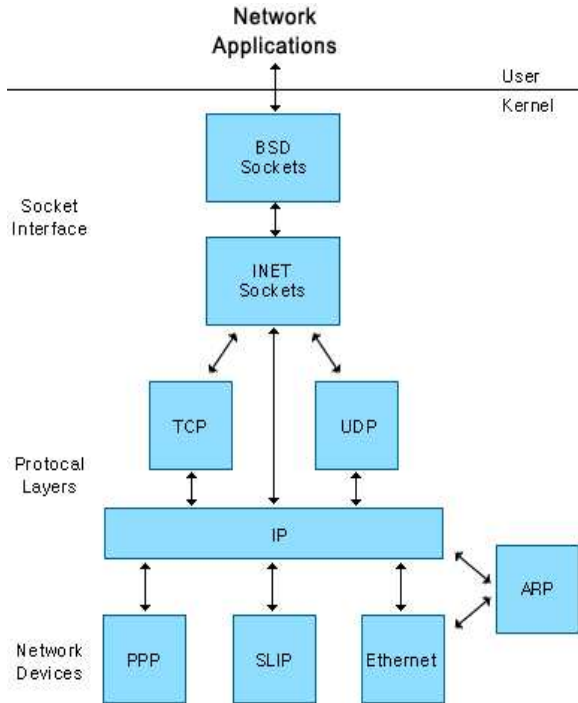 Network
Applications
User
Kernel
BSD
Sockets
Socket
Interface
INET
Sockets
TCP
UDP
Protocal
Layers
IP
ARP
Network
Devices
PPP
SLIP
Ethernet